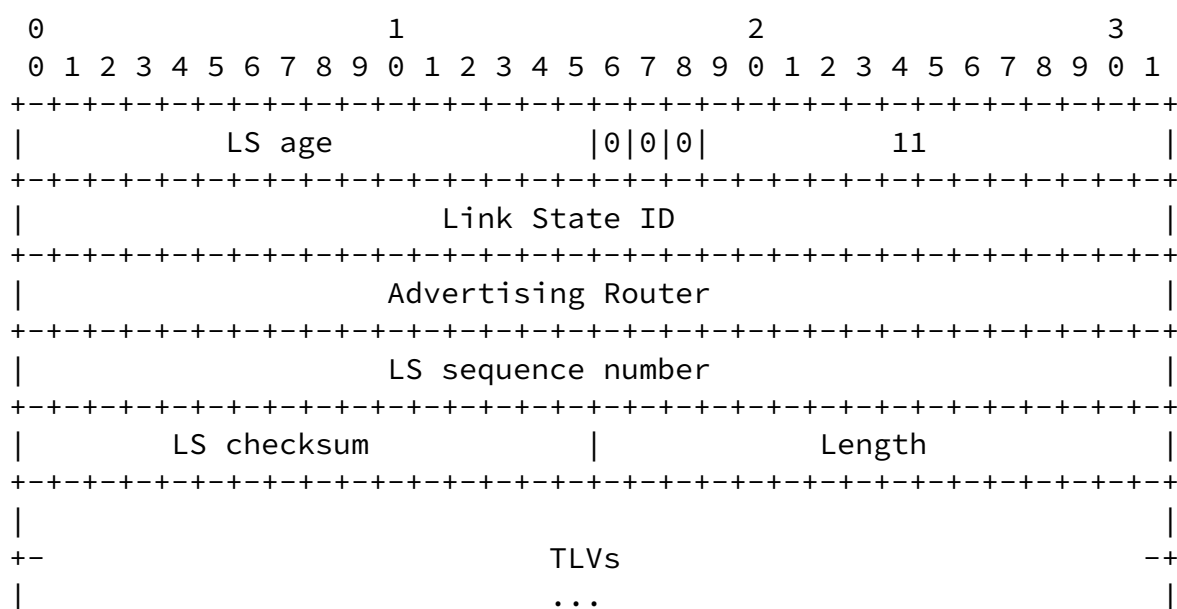 0                   1                   2                   3
 0 1 2 3 4 5 6 7 8 9 0 1 2 3 4 5 6 7 8 9 0 1 2 3 4 5 6 7 8 9 0 1
+-+-+-+-+-+-+-+-+-+-+-+-+-+-+-+-+-+-+-+-+-+-+-+-+-+-+-+-+-+-+-+-+
|           LS age              |0|0|0|          11             |
+-+-+-+-+-+-+-+-+-+-+-+-+-+-+-+-+-+-+-+-+-+-+-+-+-+-+-+-+-+-+-+-+
|                       Link State ID                           |
+-+-+-+-+-+-+-+-+-+-+-+-+-+-+-+-+-+-+-+-+-+-+-+-+-+-+-+-+-+-+-+-+
|                    Advertising Router                         |
+-+-+-+-+-+-+-+-+-+-+-+-+-+-+-+-+-+-+-+-+-+-+-+-+-+-+-+-+-+-+-+-+
|                    LS sequence number                         |
+-+-+-+-+-+-+-+-+-+-+-+-+-+-+-+-+-+-+-+-+-+-+-+-+-+-+-+-+-+-+-+-+
|        LS checksum            |            Length             |
+-+-+-+-+-+-+-+-+-+-+-+-+-+-+-+-+-+-+-+-+-+-+-+-+-+-+-+-+-+-+-+-+
|                                                               |
+-                            TLVs                             -+
|                             ...                               |